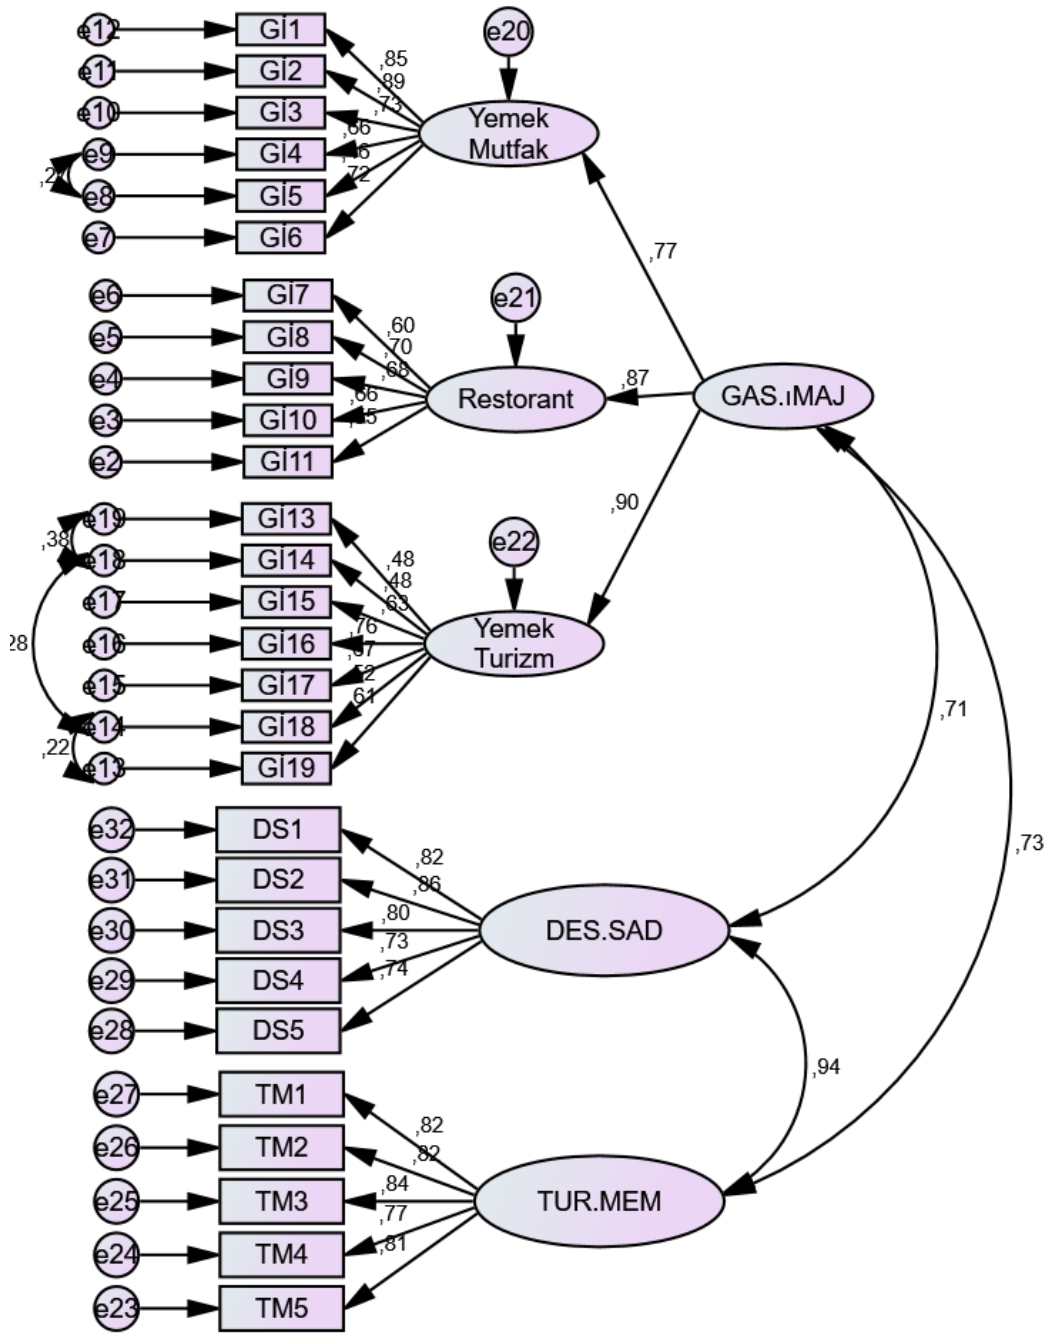 e12
Gİ1
e20
,85
e11
Gİ2
,89
e10
Gİ3
,73
Yemek
Mutfak
e9
Gİ4
,66
e8
Gİ5
,72
e7
Gİ6
,77
e6
Gİ7
e21
,60
e5
Gİ8
,70
e4
Gİ9
,68
,87
GAS.ıMAJ
Restorant
e3
Gİ10
,66
e2
Gİ11
,90
e19
Gİ13
,38
e22
e18
Gİ14
,48
,48
e17
Gİ15
,63
28
e16
Gİ16
,76
Yemek
Turizm
e15
Gİ17
e14
Gİ18
61
,22
e13
Gİ19
,71
e32
DS1
,82
,73
e31
DS2
,86
e30
DS3
,80
DES.SAD
,73
e29
DS4
,74
e28
DS5
,94
e27
TM1
,82
e26
TM2
,82
e25
TM3
,84
TUR.MEM
,77
e24
TM4
,81
e23
TM5